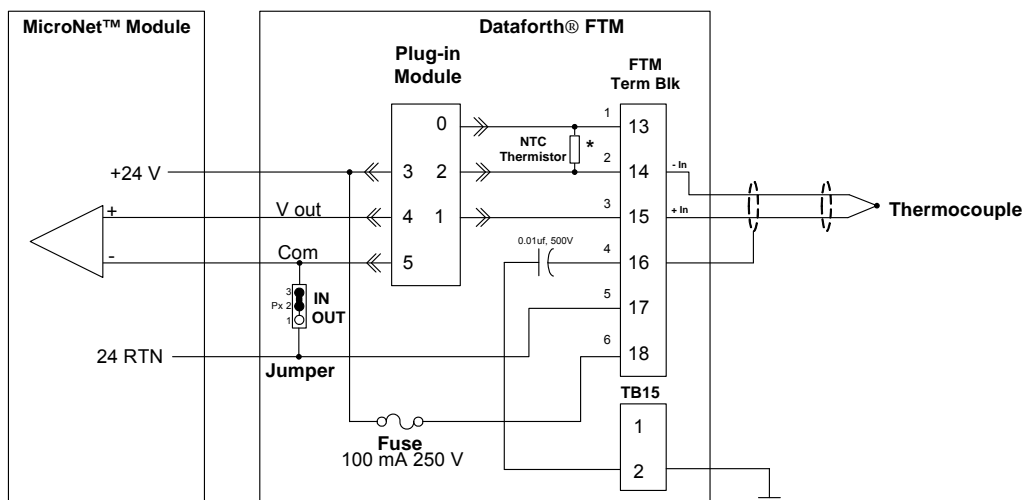 MicroNet™ Module
Dataforth® FTM
Plug-in
Module
FTM
Term Blk
0
1
13
NTC
Thermistor
*
+24 V
3
2
2
14
- In
+
V out
4
1
3
15
+ In
Thermocouple
-
Com
5
0.01uf, 500V
4
16
3
Px 2
1
IN
OUT
5
17
24 RTN
Jumper
6
18
TB15
Fuse
100 mA 250 V
1
2